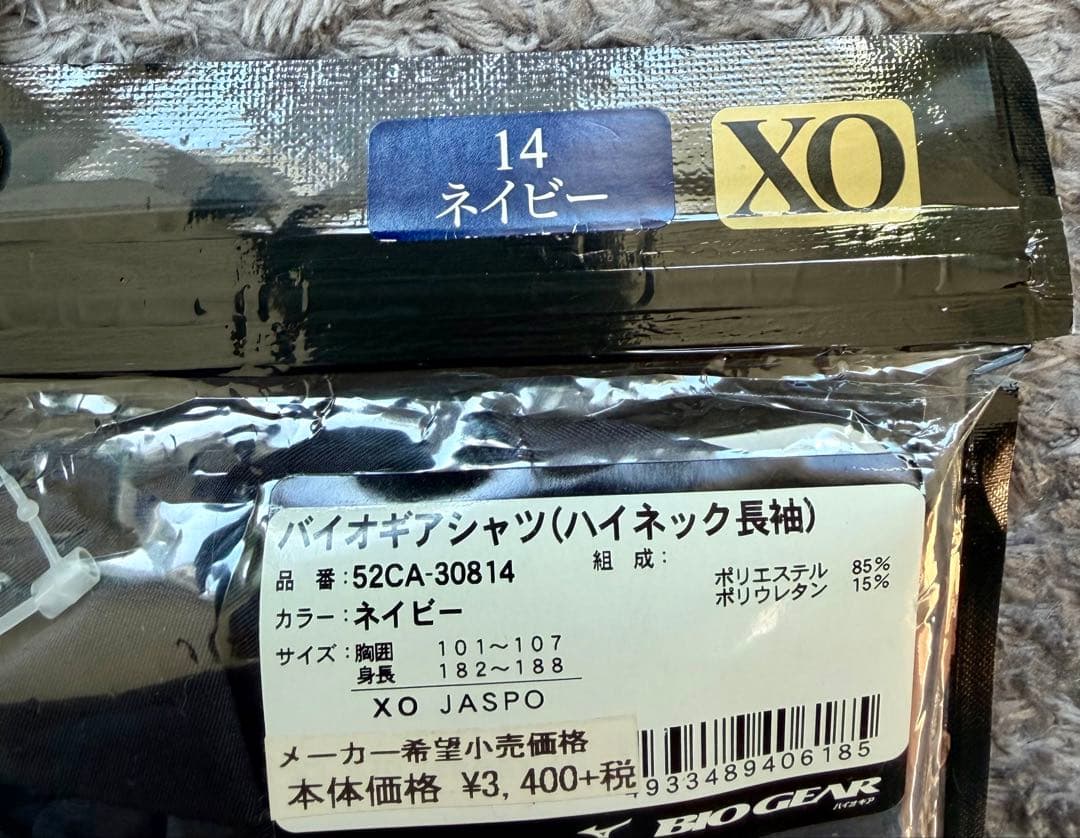 14
ネイビー
XO
バイオギアシャツ(ハイネック長袖)
品 番:52CA-30814
カラー:ネイビー
サイズ:胸囲 101~107
身長 182~188
XO JASPO
組 成:
ポリエステル 85%
ポリウレタン 15%
メーカー希望小売価格
本体価格 ¥3,400+税
4933489406185
BIOGEAR
バイオギア